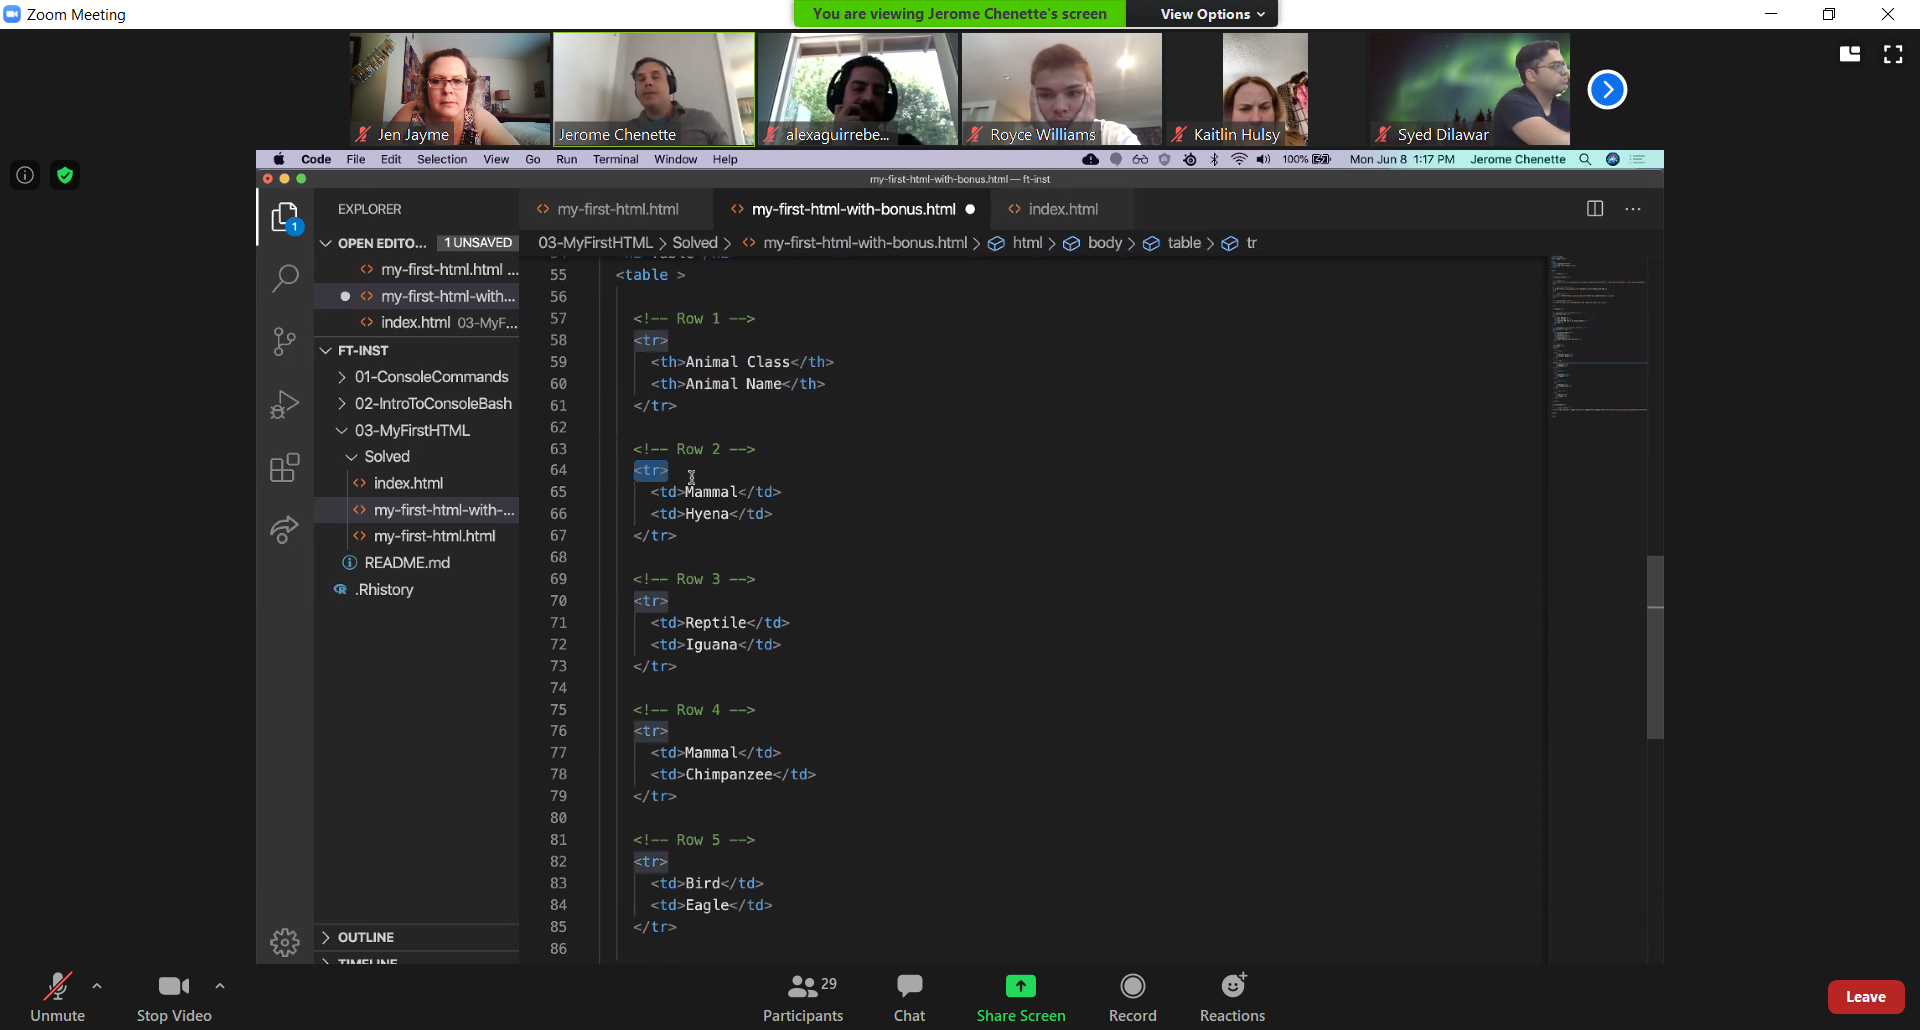 Zoom Meeting
You are viewing Jerome Chenette's screen
View Options
Jen Jayme
Jerome Chenette
alexaguirrebe...
Royce Williams
Kaitlin Hulsy
Syed Dilawar
Code File Edit Selection View Go Run Terminal Window Help
100% Mon Jun 8 1:17 PM Jerome Chenette
my-first-html-with-bonus.html — ft-inst
1
EXPLORER
OPEN EDITO... 1 UNSAVED
my-first-html.html ...
my-first-html-with...
index.html 03-MyF...
FT-INST
01-ConsoleCommands
02-IntroToConsoleBash
03-MyFirstHTML
Solved
index.html
my-first-html-with-...
my-first-html.html
README.md
.Rhistory
OUTLINE
TIMELINE
my-first-html.html
my-first-html-with-bonus.html
index.html
03-MyFirstHTML > Solved > my-first-html-with-bonus.html > html > body > table > tr
55 <table >
56
57 <!-- Row 1 -->
58 <tr>
59 <th>Animal Class</th>
60 <th>Animal Name</th>
61 </tr>
62
63 <!-- Row 2 -->
64 <tr>
65 <td>Mammal</td>
66 <td>Hyena</td>
67 </tr>
68
69 <!-- Row 3 -->
70 <tr>
71 <td>Reptile</td>
72 <td>Iguana</td>
73 </tr>
74
75 <!-- Row 4 -->
76 <tr>
77 <td>Mammal</td>
78 <td>Chimpanzee</td>
79 </tr>
80
81 <!-- Row 5 -->
82 <tr>
83 <td>Bird</td>
84 <td>Eagle</td>
85 </tr>
86
Unmute
Stop Video
29
Participants
Chat
Share Screen
Record
Reactions
Leave